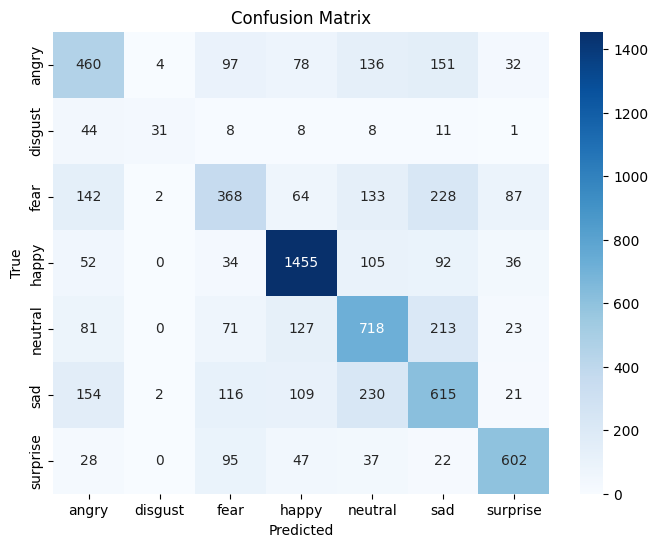 Confusion Matrix
angry 460 4 97 78 136 151 32
disgust 44 31 8 8 8 11 1
fear 142 2 368 64 133 228 87
happy 52 0 34 1455 105 92 36
neutral 81 0 71 127 718 213 23
sad 154 2 116 109 230 615 21
surprise 28 0 95 47 37 22 602
True
angry disgust fear happy neutral sad surprise
Predicted
1400
1200
1000
800
600
400
200
0